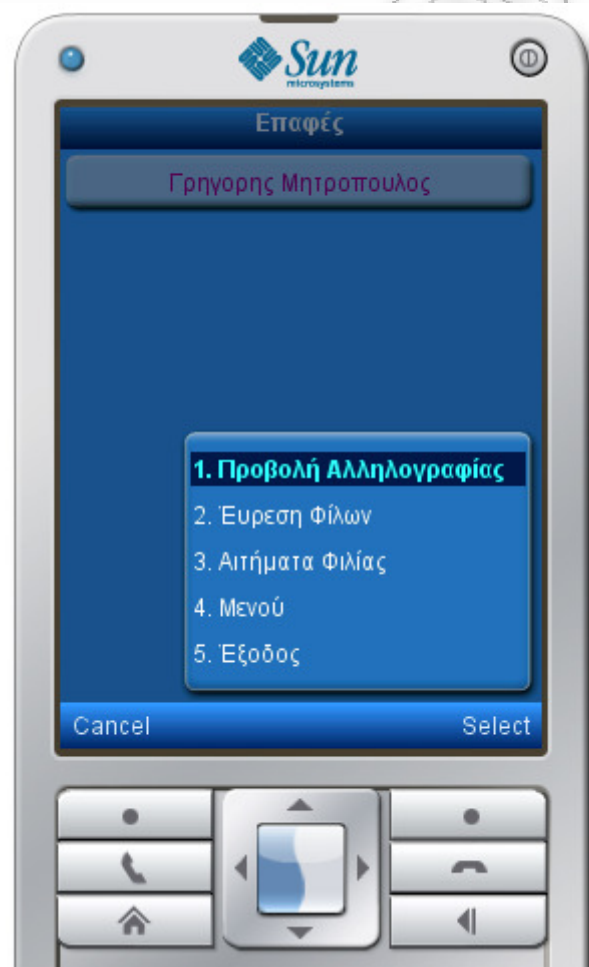 Sun
microsystems
Επαφές
Γρηγορης Μητροπουλος
1. Προβολή Αλληλογραφίας
2. Έυρεση Φίλων
3. Αιτήματα Φιλίας
4. Μενού
5. Έξοδος
Cancel Select